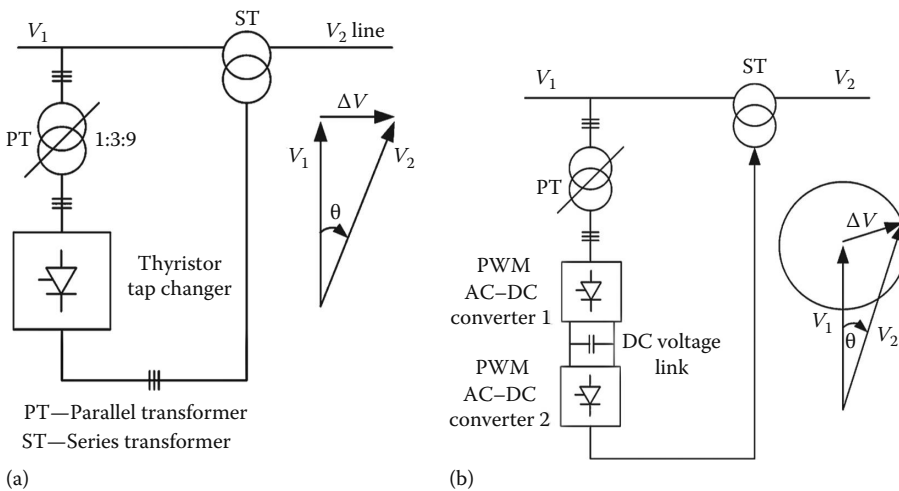 ST
V1
V2 line
PT
1:3:9
ΔV
V1
V2
θ
Thyristor
tap changer
PT—Parallel transformer
ST—Series transformer
(a)
ST
V1
V2
PT
ΔV
PWM
AC–DC
converter 1
V1
θ
V2
DC voltage
link
PWM
AC–DC
converter 2
(b)